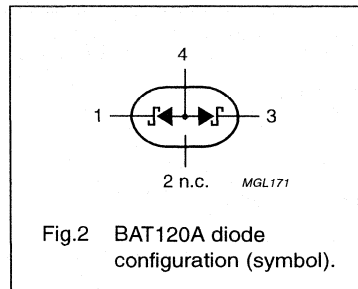 4
1
3
2 n.c.
MGL171
Fig.2 BAT120A diode
configuration (symbol).